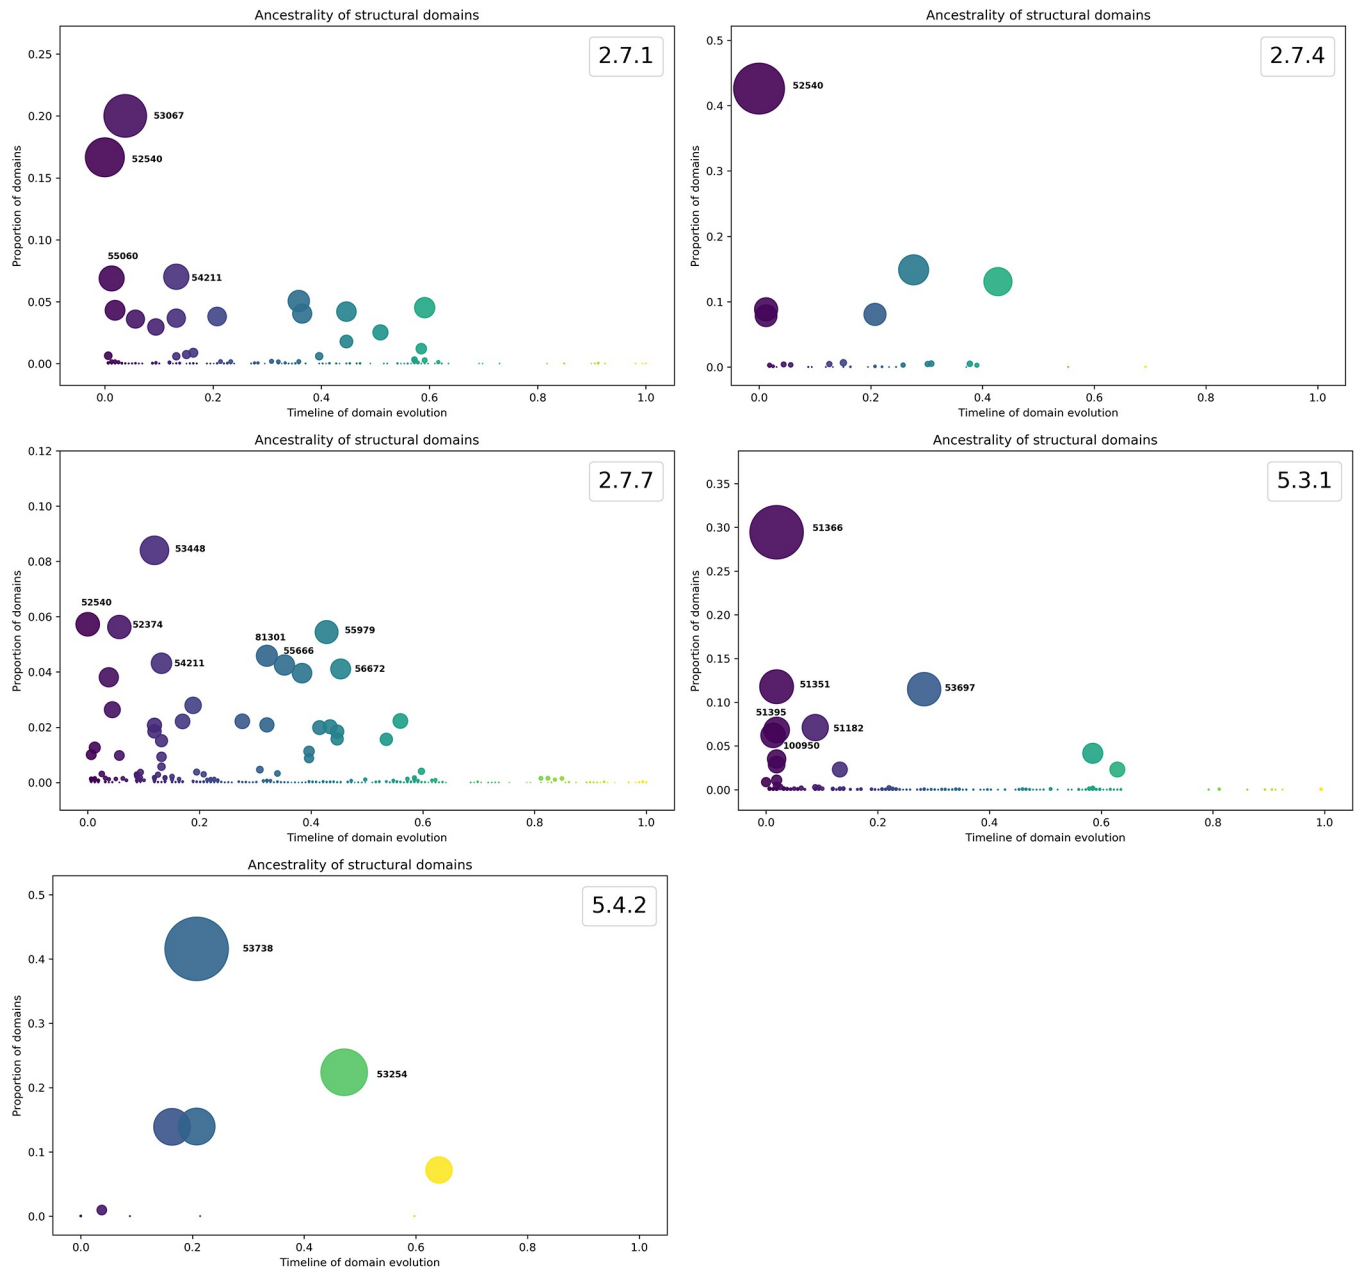 Ancestrality of structural domains
2.7.1
0.25
0.20
0.15
0.10
0.05
0.00
Proportion of domains
53067
52540
55060
54211
0.0 0.2 0.4 0.6 0.8 1.0
Timeline of domain evolution
Ancestrality of structural domains
2.7.4
0.5
0.4
0.3
0.2
0.1
0.0
Proportion of domains
52540
0.0 0.2 0.4 0.6 0.8 1.0
Timeline of domain evolution
Ancestrality of structural domains
2.7.7
0.12
0.10
0.08
0.06
0.04
0.02
0.00
Proportion of domains
53448
52540
52374
54211
81301
55666
55979
56672
0.0 0.2 0.4 0.6 0.8 1.0
Timeline of domain evolution
Ancestrality of structural domains
5.3.1
0.35
0.30
0.25
0.20
0.15
0.10
0.05
0.00
Proportion of domains
51366
51351
53697
51395
51182
100950
0.0 0.2 0.4 0.6 0.8 1.0
Timeline of domain evolution
Ancestrality of structural domains
5.4.2
0.5
0.4
0.3
0.2
0.1
0.0
Proportion of domains
53738
53254
0.0 0.2 0.4 0.6 0.8 1.0
Timeline of domain evolution